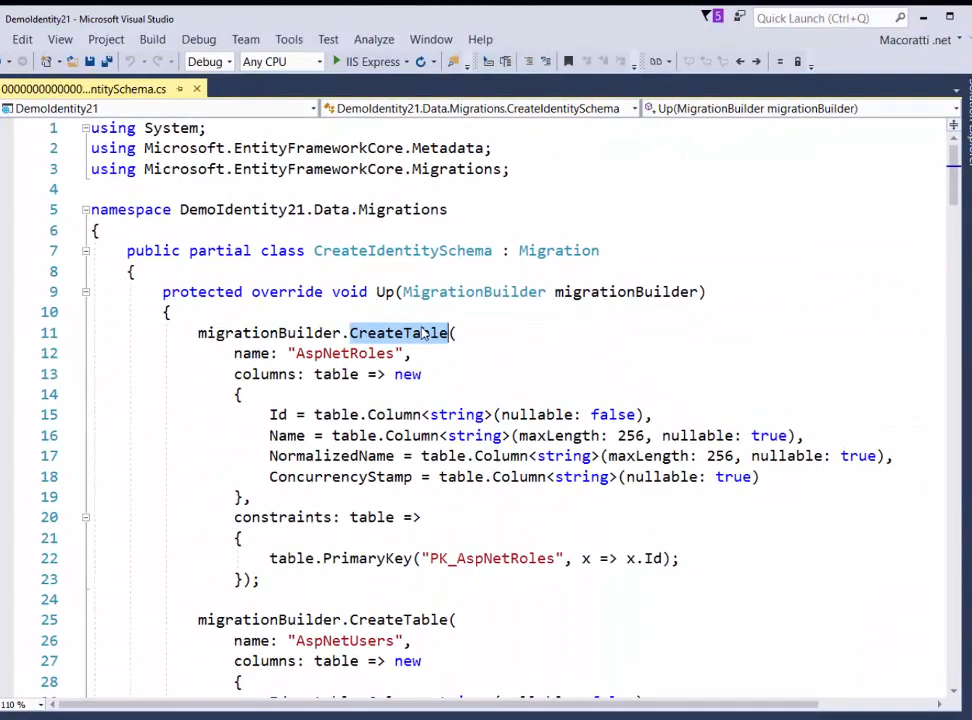 DemoIdentity21 - Microsoft Visual Studio
5
Quick Launch (Ctrl+Q)
Edit View Project Build Debug Team Tools Test Analyze Window Help
Macoratti .net
Debug Any CPU IIS Express
0000000000000...ntitySchema.cs
DemoIdentity21
DemoIdentity21.Data.Migrations.CreateIdentitySchema
Up(MigrationBuilder migrationBuilder)
1 using System;
2 using Microsoft.EntityFrameworkCore.Metadata;
3 using Microsoft.EntityFrameworkCore.Migrations;
4
5 namespace DemoIdentity21.Data.Migrations
6 {
7 public partial class CreateIdentitySchema : Migration
8 {
9 protected override void Up(MigrationBuilder migrationBuilder)
10 {
11 migrationBuilder.CreateTable(
12 name: "AspNetRoles",
13 columns: table => new
14 {
15 Id = table.Column<string>(nullable: false),
16 Name = table.Column<string>(maxLength: 256, nullable: true),
17 NormalizedName = table.Column<string>(maxLength: 256, nullable: true),
18 ConcurrencyStamp = table.Column<string>(nullable: true)
19 },
20 constraints: table =>
21 {
22 table.PrimaryKey("PK_AspNetRoles", x => x.Id);
23 });
24
25 migrationBuilder.CreateTable(
26 name: "AspNetUsers",
27 columns: table => new
28 {
110 %